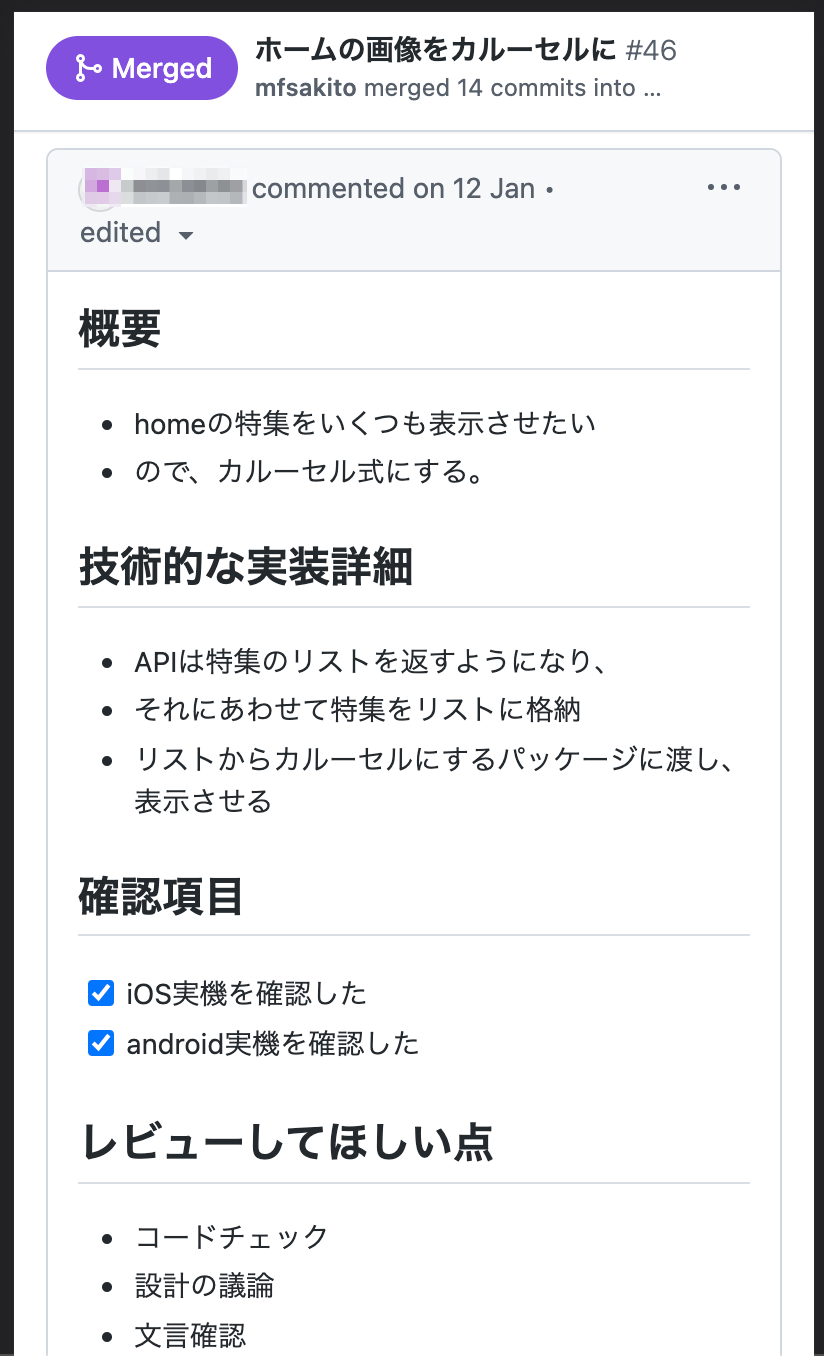 Merged
ホームの画像をカルーセルに #46
mfsakito merged 14 commits into ...
commented on 12 Jan •
edited
概要
• homeの特集をいくつも表示させたい
• ので、カルーセル式にする。
技術的な実装詳細
• APIは特集のリストを返すようになり、
• それにあわせて特集をリストに格納
• リストからカルーセルにするパッケージに渡し、
表示させる
確認項目
iOS実機を確認した
android実機を確認した
レビューしてほしい点
• コードチェック
• 設計の議論
• 文言確認